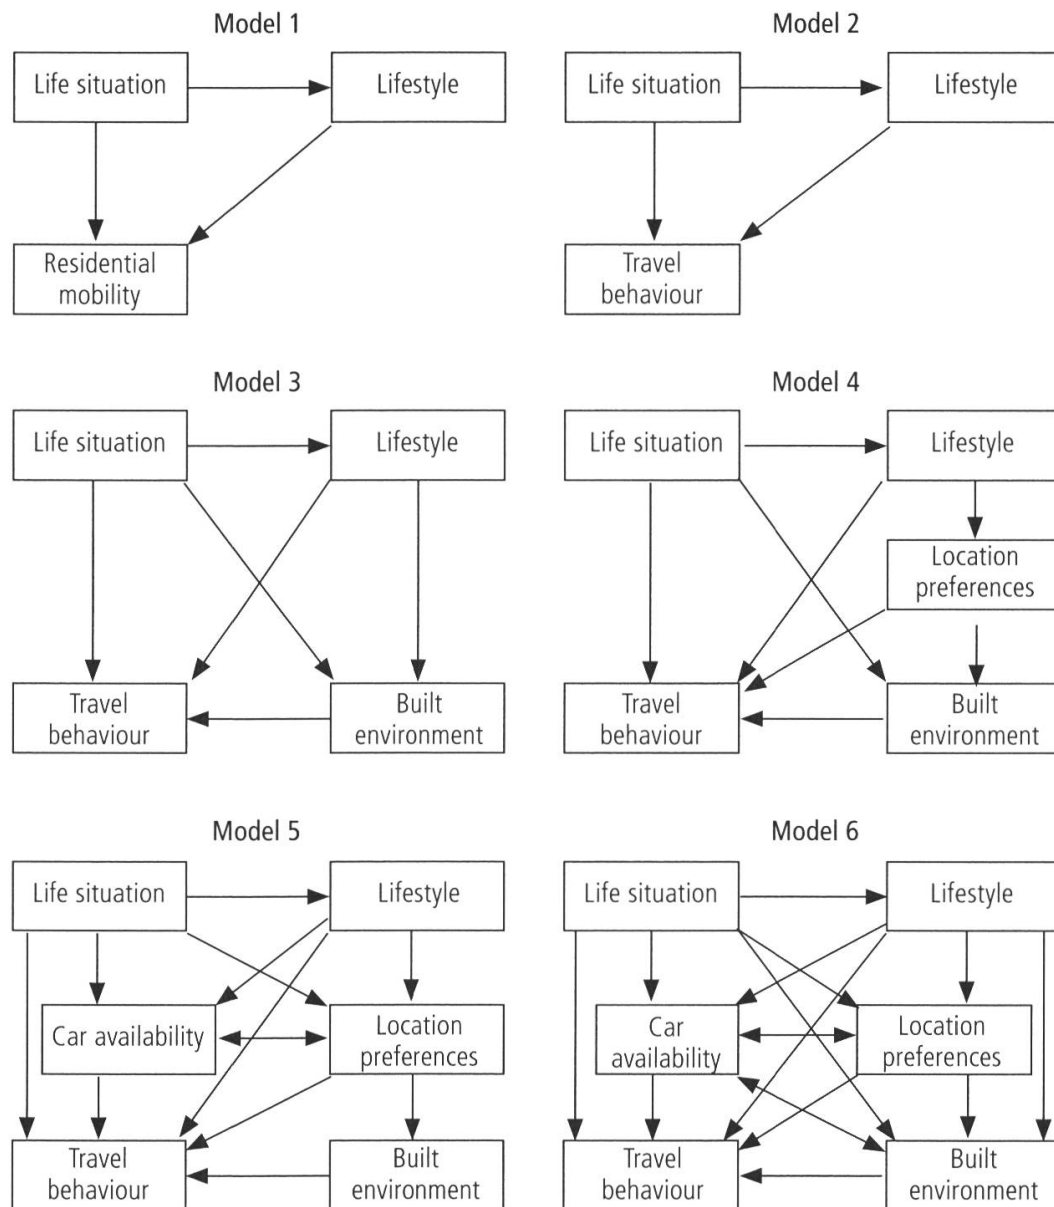 Model 1
Life situation
Lifestyle
Residential
mobility
Model 2
Life situation
Lifestyle
Travel
behaviour
Model 3
Life situation
Lifestyle
Travel
behaviour
Built
environment
Model 4
Life situation
Lifestyle
Location
preferences
Travel
behaviour
Built
environment
Model 5
Life situation
Lifestyle
Car availability
Location
preferences
Travel
behaviour
Built
environment
Model 6
Life situation
Lifestyle
Car
availability
Location
preferences
Travel
behaviour
Built
environment